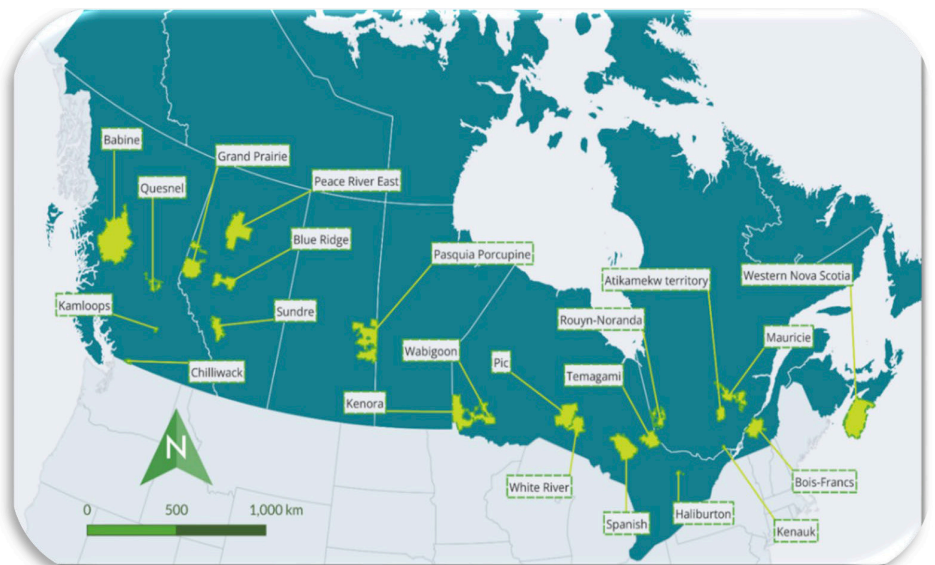 Babine
Grand Prairie
Quesnel
Peace River East
Blue Ridge
Pasquia Porcupine
Atikamekw territory
Western Nova Scotia
Kamloops
Sundre
Rouyn-Noranda
Mauricie
Wabigoon
Pic
Temagami
Chilliwack
Kenora
N
White River
Bois-Francs
0 500 1,000 km
Spanish
Haliburton
Kenauk